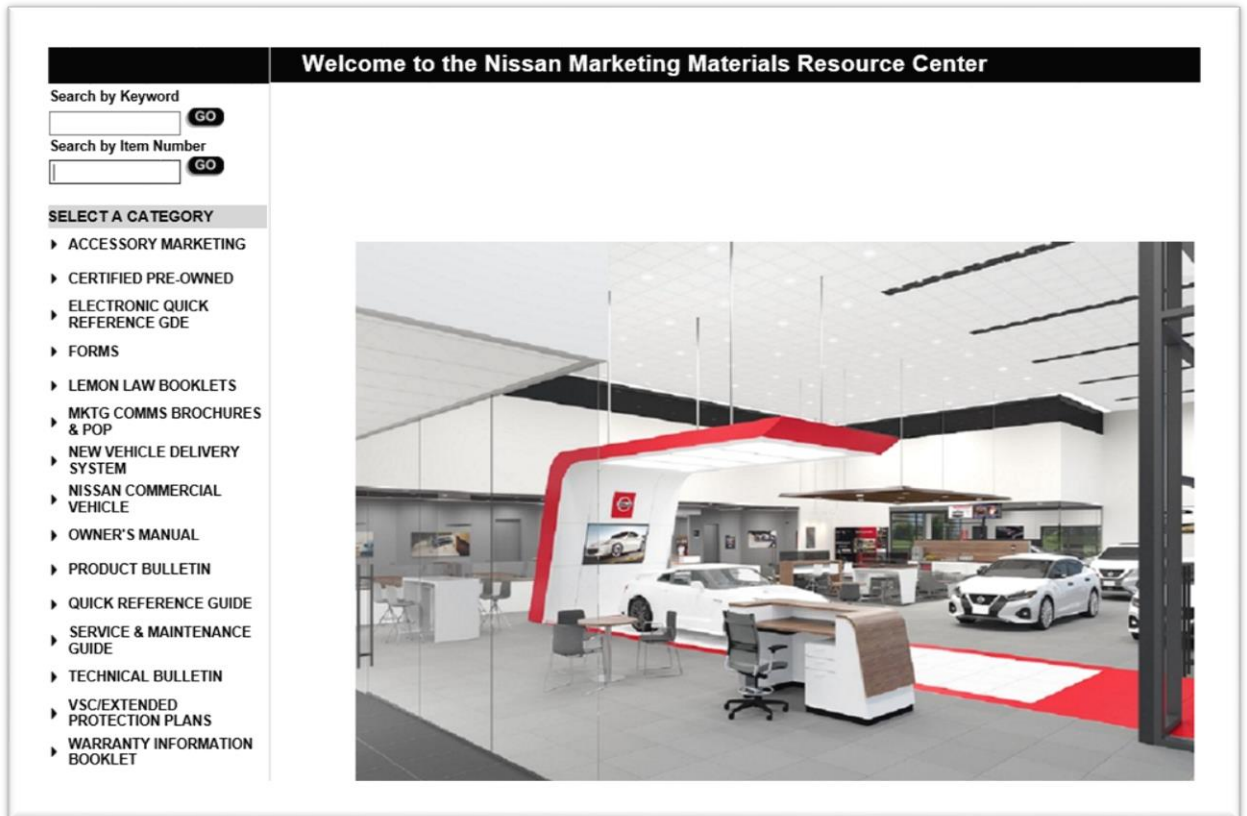 Welcome to the Nissan Marketing Materials Resource Center
Search by Keyword
GO
Search by Item Number
GO
SELECT A CATEGORY
ACCESSORY MARKETING
CERTIFIED PRE-OWNED
ELECTRONIC QUICK
REFERENCE GDE
FORMS
LEMON LAW BOOKLETS
MKTG COMMS BROCHURES
& POP
NEW VEHICLE DELIVERY
SYSTEM
NISSAN COMMERCIAL
VEHICLE
OWNER'S MANUAL
PRODUCT BULLETIN
QUICK REFERENCE GUIDE
SERVICE & MAINTENANCE
GUIDE
TECHNICAL BULLETIN
VSC/EXTENDED
PROTECTION PLANS
WARRANTY INFORMATION
BOOKLET